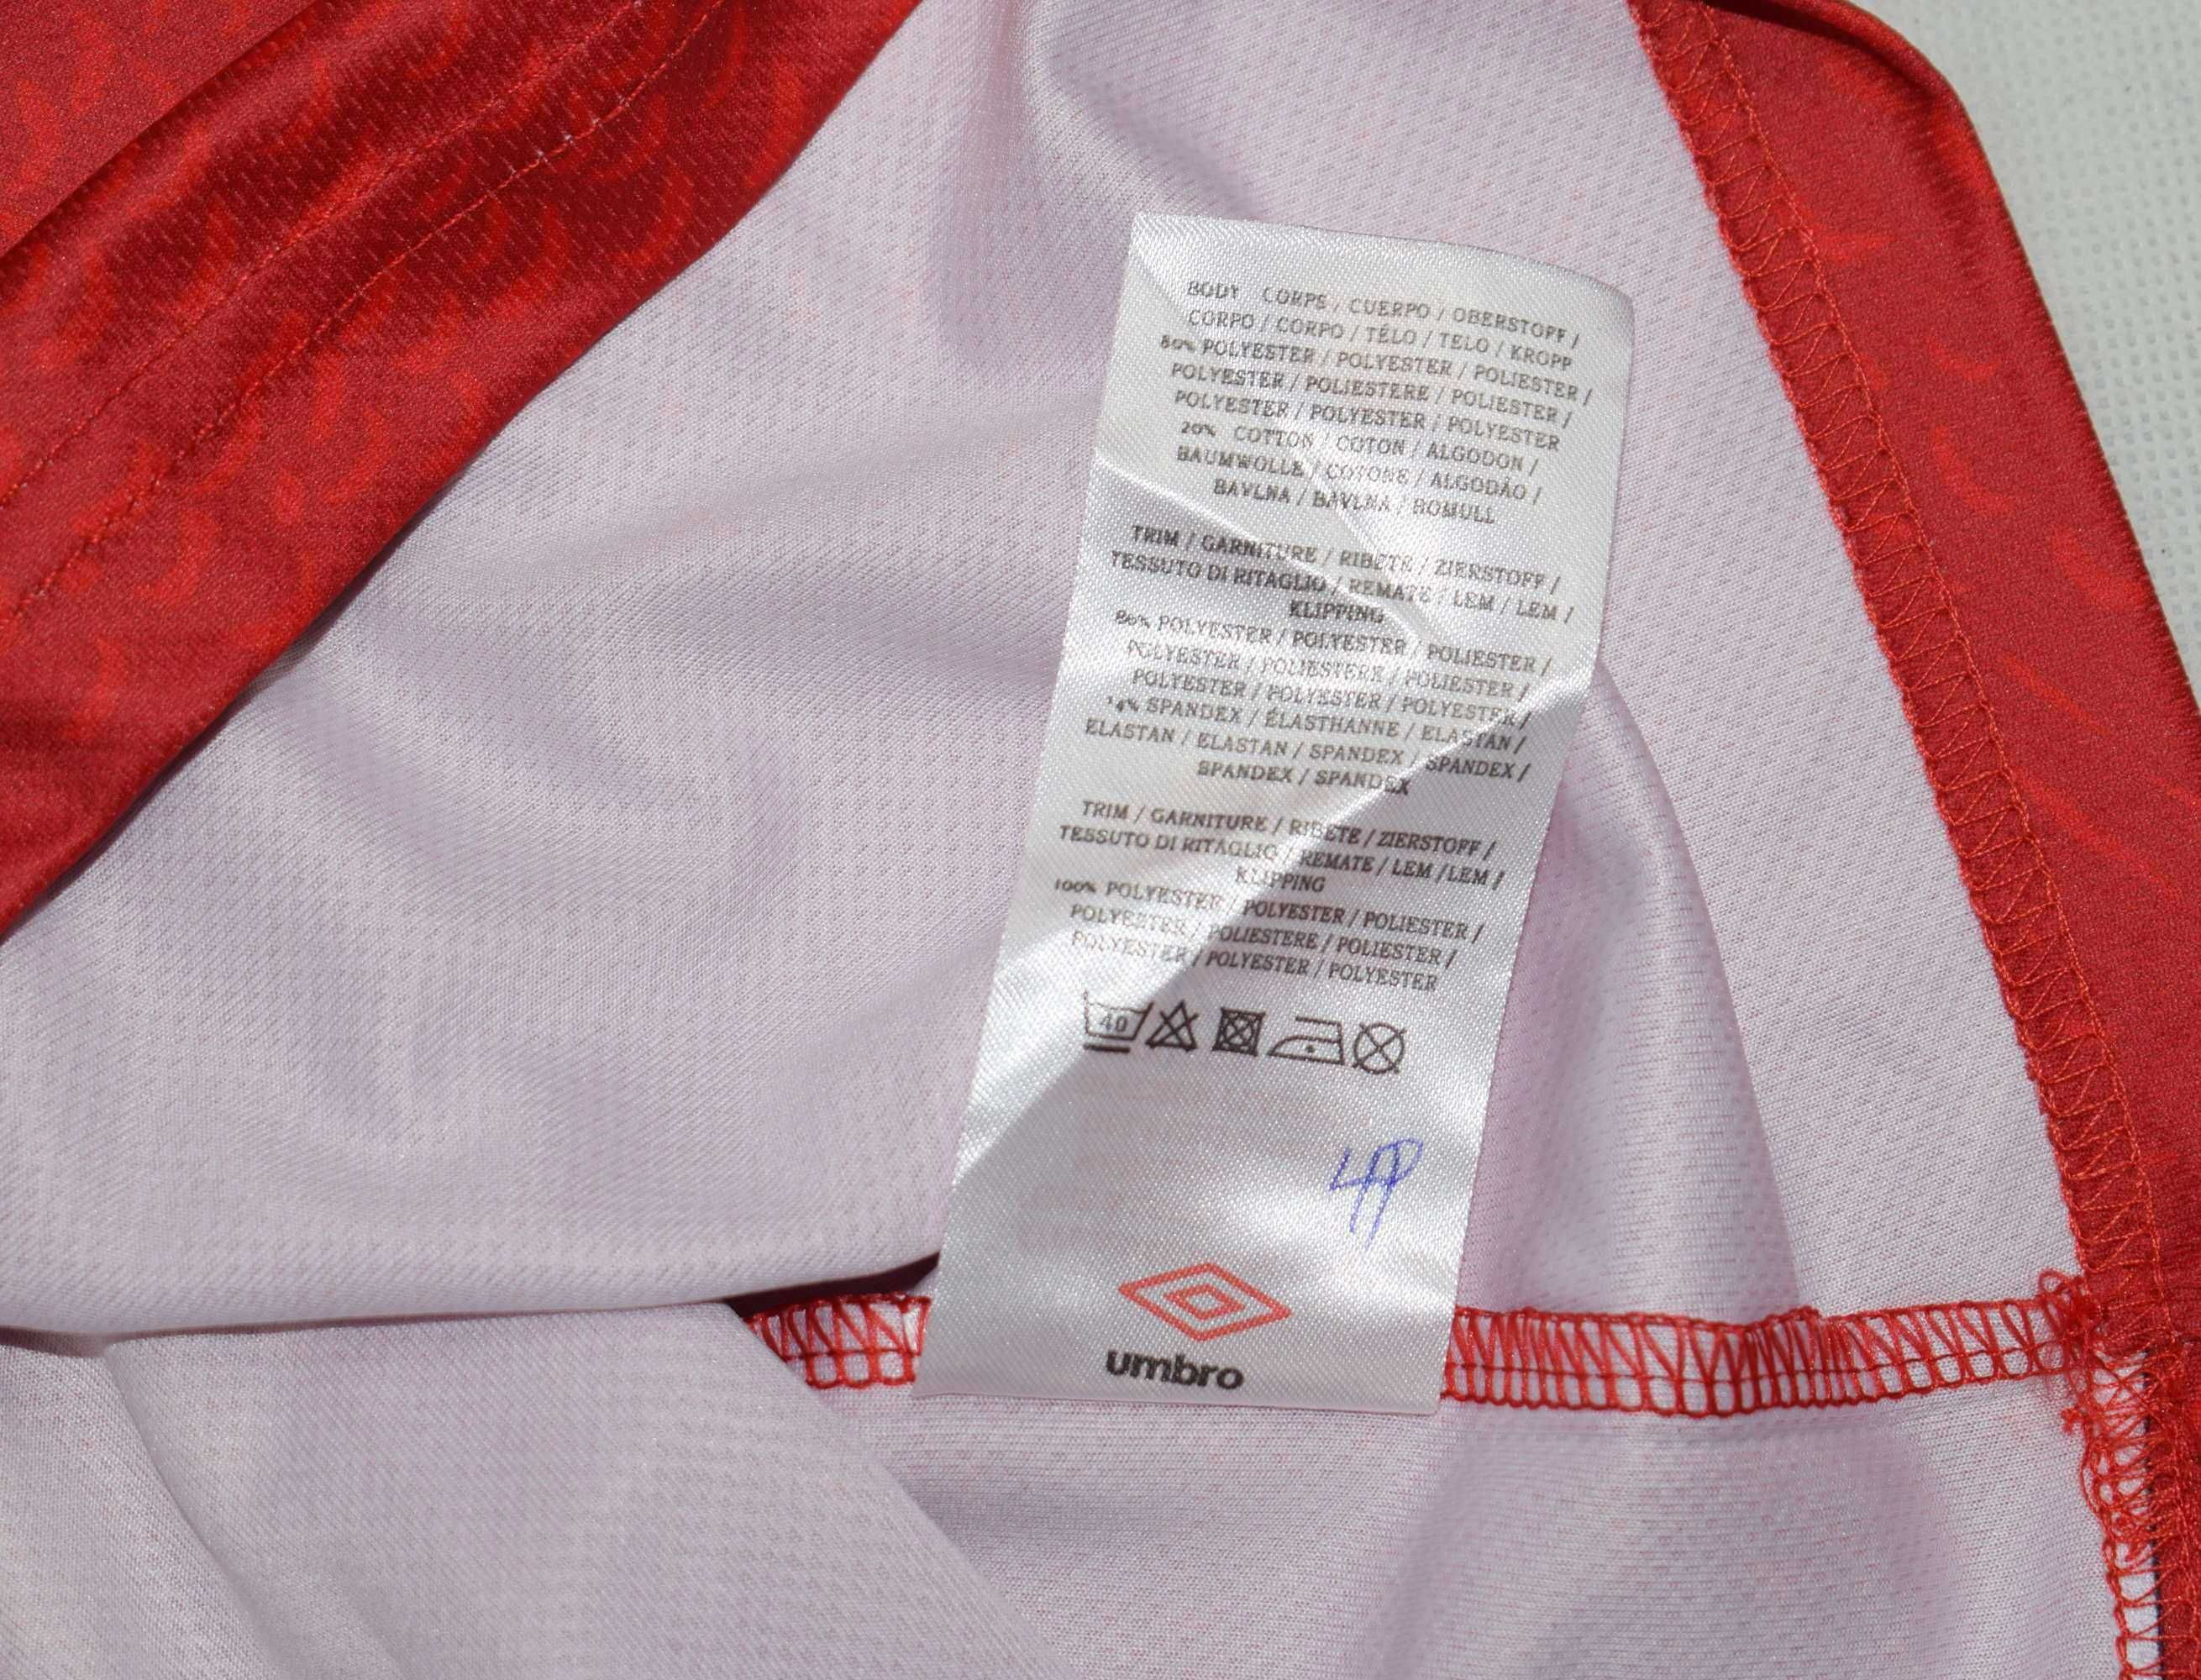 BODY CORPS / CUERPO / OBERSTOFF /
CORPO / CORPO / TĚLO / TELO / KROPP
80% POLYESTER / POLYESTER / POLIESTER /
POLYESTER / POLIESTERE / POLIESTER /
POLYESTER / POLYESTER / POLYESTER
20% COTTON / COTON / ALGODON /
BAUMWOLLE / COTONE / ALGODÃO /
BAVLNA / BAVLNA / BOMULL
TRIM / GARNITURE / RIBETE / ZIERSTOFF /
TESSUTO DI RITAGLIO / REMATE / LEM / LEM /
KLIPPING
86% POLYESTER / POLYESTER / POLIESTER /
POLYESTER / POLIESTERE / POLIESTER /
POLYESTER / POLYESTER / POLYESTER /
14% SPANDEX / ÉLASTHANNE / ELASTAN /
ELASTAN / ELASTAN / SPANDEX / SPANDEX /
SPANDEX / SPANDEX
TRIM / GARNITURE / RIBETE / ZIERSTOFF /
TESSUTO DI RITAGLIO / REMATE / LEM /LEM /
KLIPPING
100% POLYESTER / POLYESTER / POLIESTER /
POLYESTER / POLIESTERE / POLIESTER /
POLYESTER / POLYESTER / POLYESTER
40
umbro